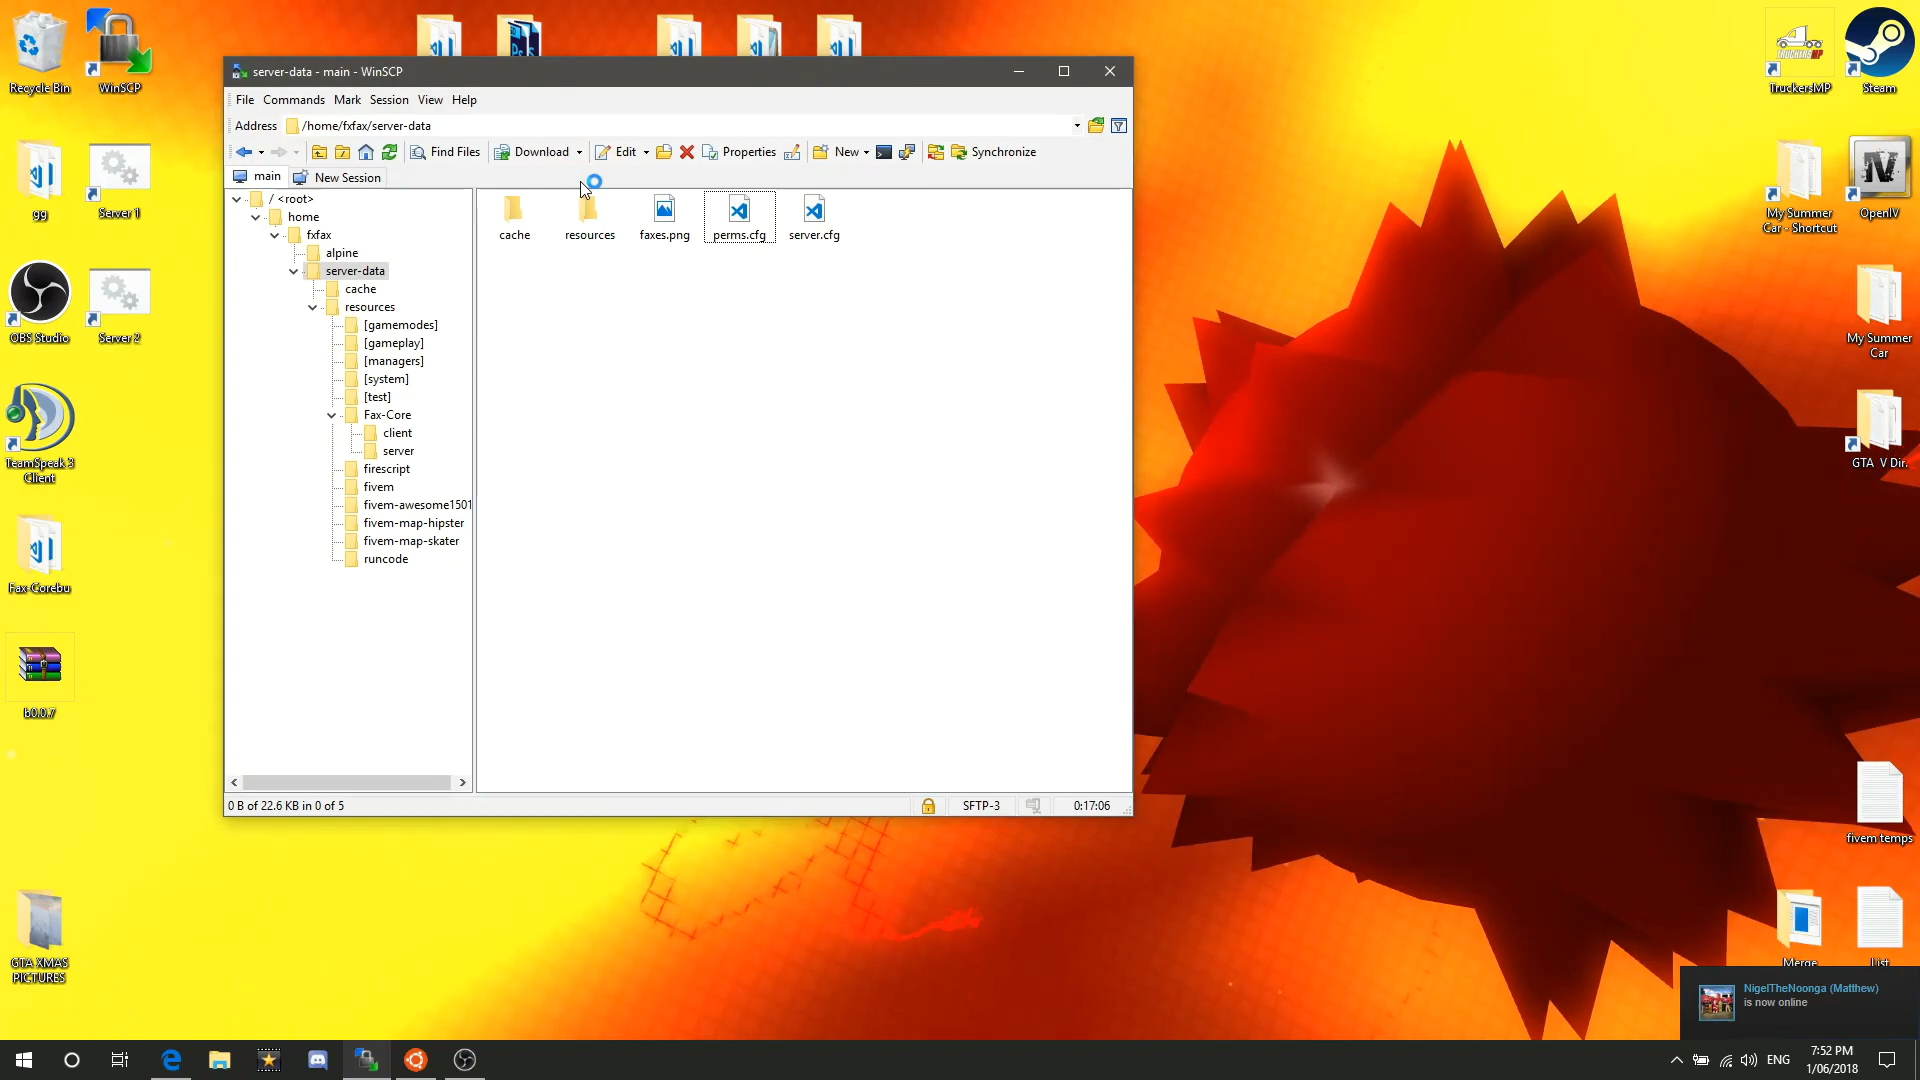 server-data - main - WinSCP
File Commands Mark Session View Help
Address /home/fxfax/server-data
Find Files Download Edit Properties New Synchronize
main New Session
/ <root>
home
fxfax
alpine
server-data
cache
resources
[gamemodes]
[gameplay]
[managers]
[system]
[test]
Fax-Core
client
server
firescript
fivem
fivem-awesome1501
fivem-map-hipster
fivem-map-skater
runcode
cache resources faxes.png perms.cfg server.cfg
0 B of 22.6 KB in 0 of 5
SFTP-3
0:17:06
Recycle Bin
WinSCP
gg
Server 1
OBS Studio
Server 2
TeamSpeak 3
Client
Fax-Corebu
b0.0.7
GTA XMAS
PICTURES
Ps
TruckersMP
Steam
My Summer
Car - Shortcut
OpenIV
My Summer
Car
GTA V Dir.
fivem temps
Merge
List
NigelTheNoonga (Matthew)
is now online
ENG
7:52 PM
1/06/2018